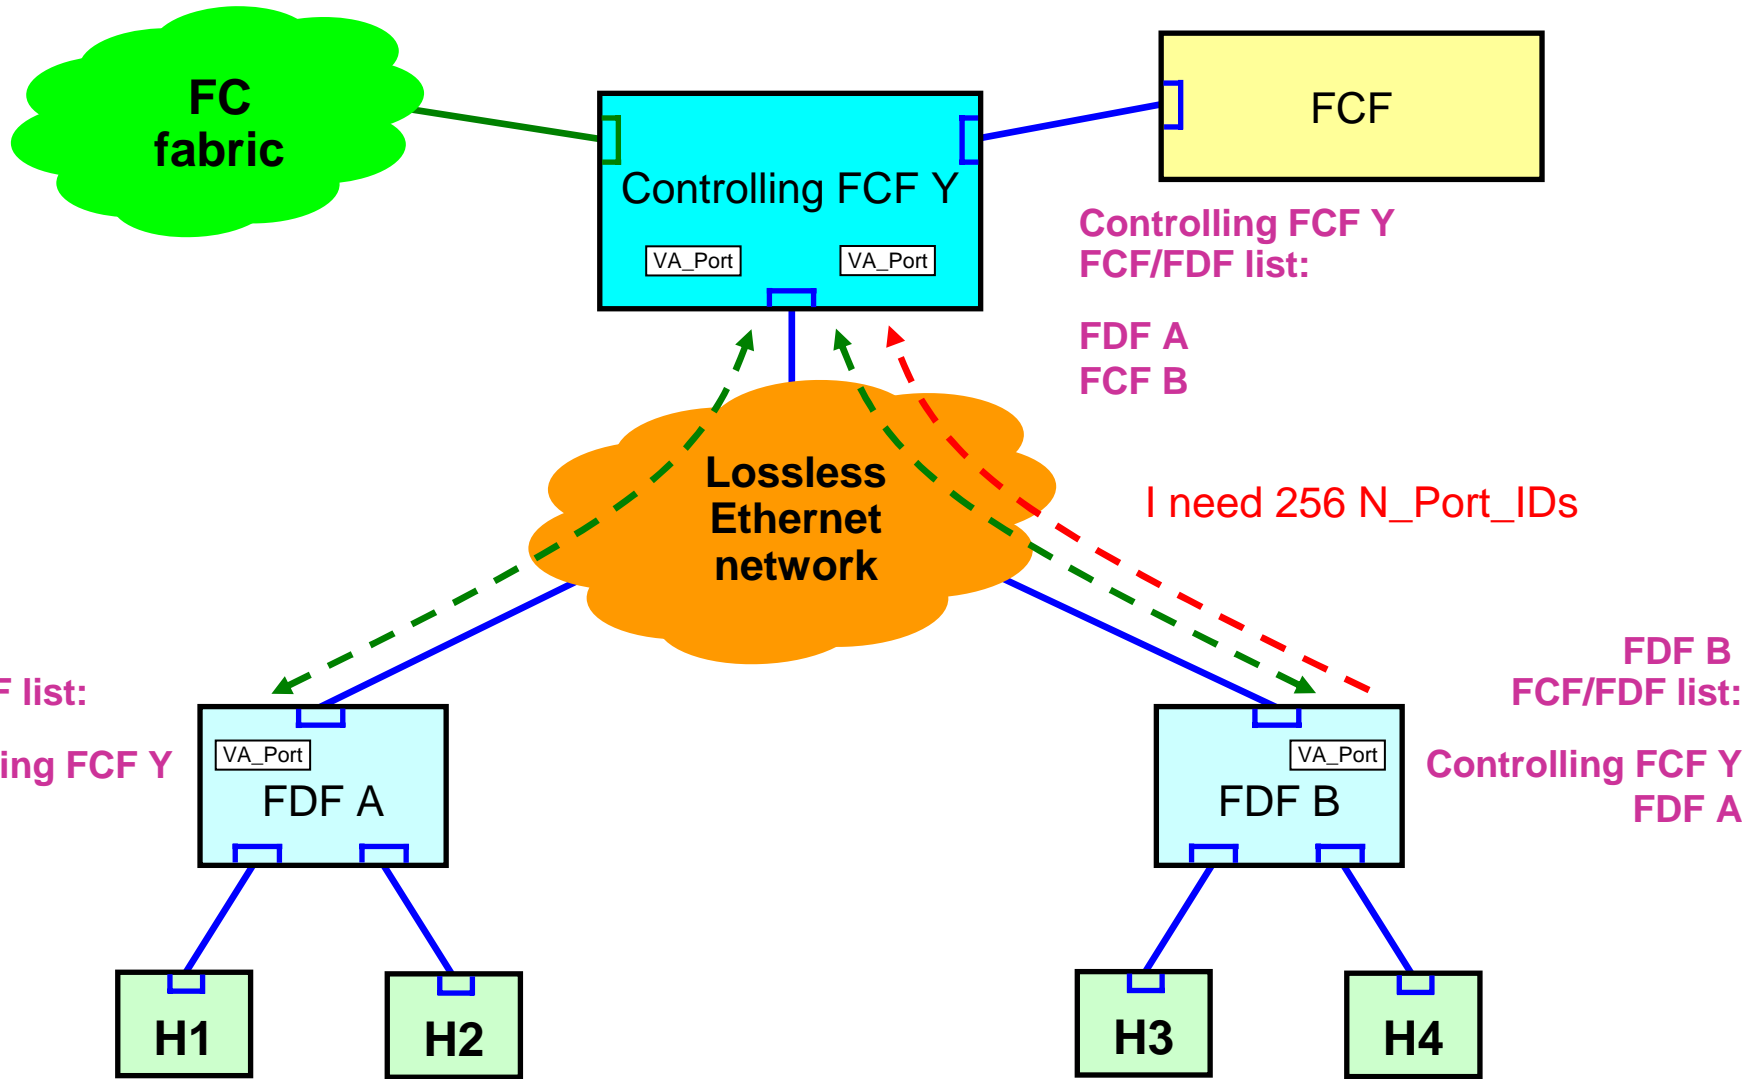 FC
fabric
FCF
Controlling FCF Y
VA_Port
VA_Port
Controlling FCF Y
FCF/FDF list:
FDF A
FCF B
Lossless
Ethernet
network
I need 256 N_Port_IDs
F list:
ing FCF Y
VA_Port
FDF A
FDF B
FCF/FDF list:
Controlling FCF Y
FDF A
VA_Port
FDF B
H1
H2
H3
H4